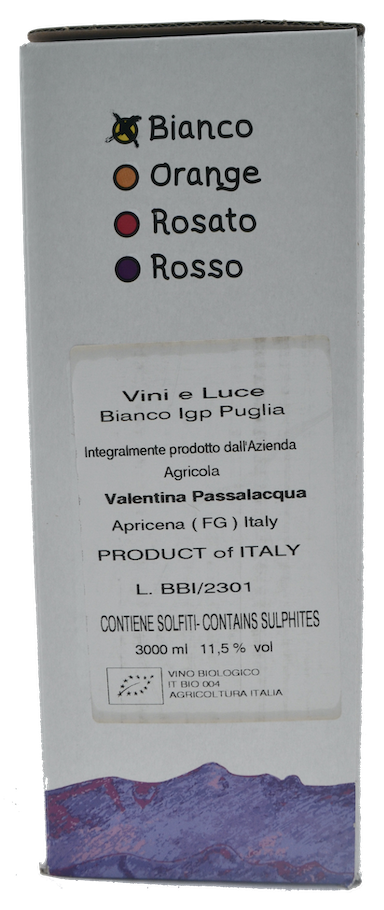 Bianco
Orange
Rosato
Rosso
Vini e Luce
Bianco Igp Puglia
Integralmente prodotto dall'Azienda
Agricola
Valentina Passalacqua
Apricena ( FG ) Italy
PRODUCT of ITALY
L. BBI/2301
CONTIENE SOLFITI- CONTAINS SULPHITES
3000 ml 11,5 % vol
VINO BIOLOGICO
IT BIO 004
AGRICOLTURA ITALIA